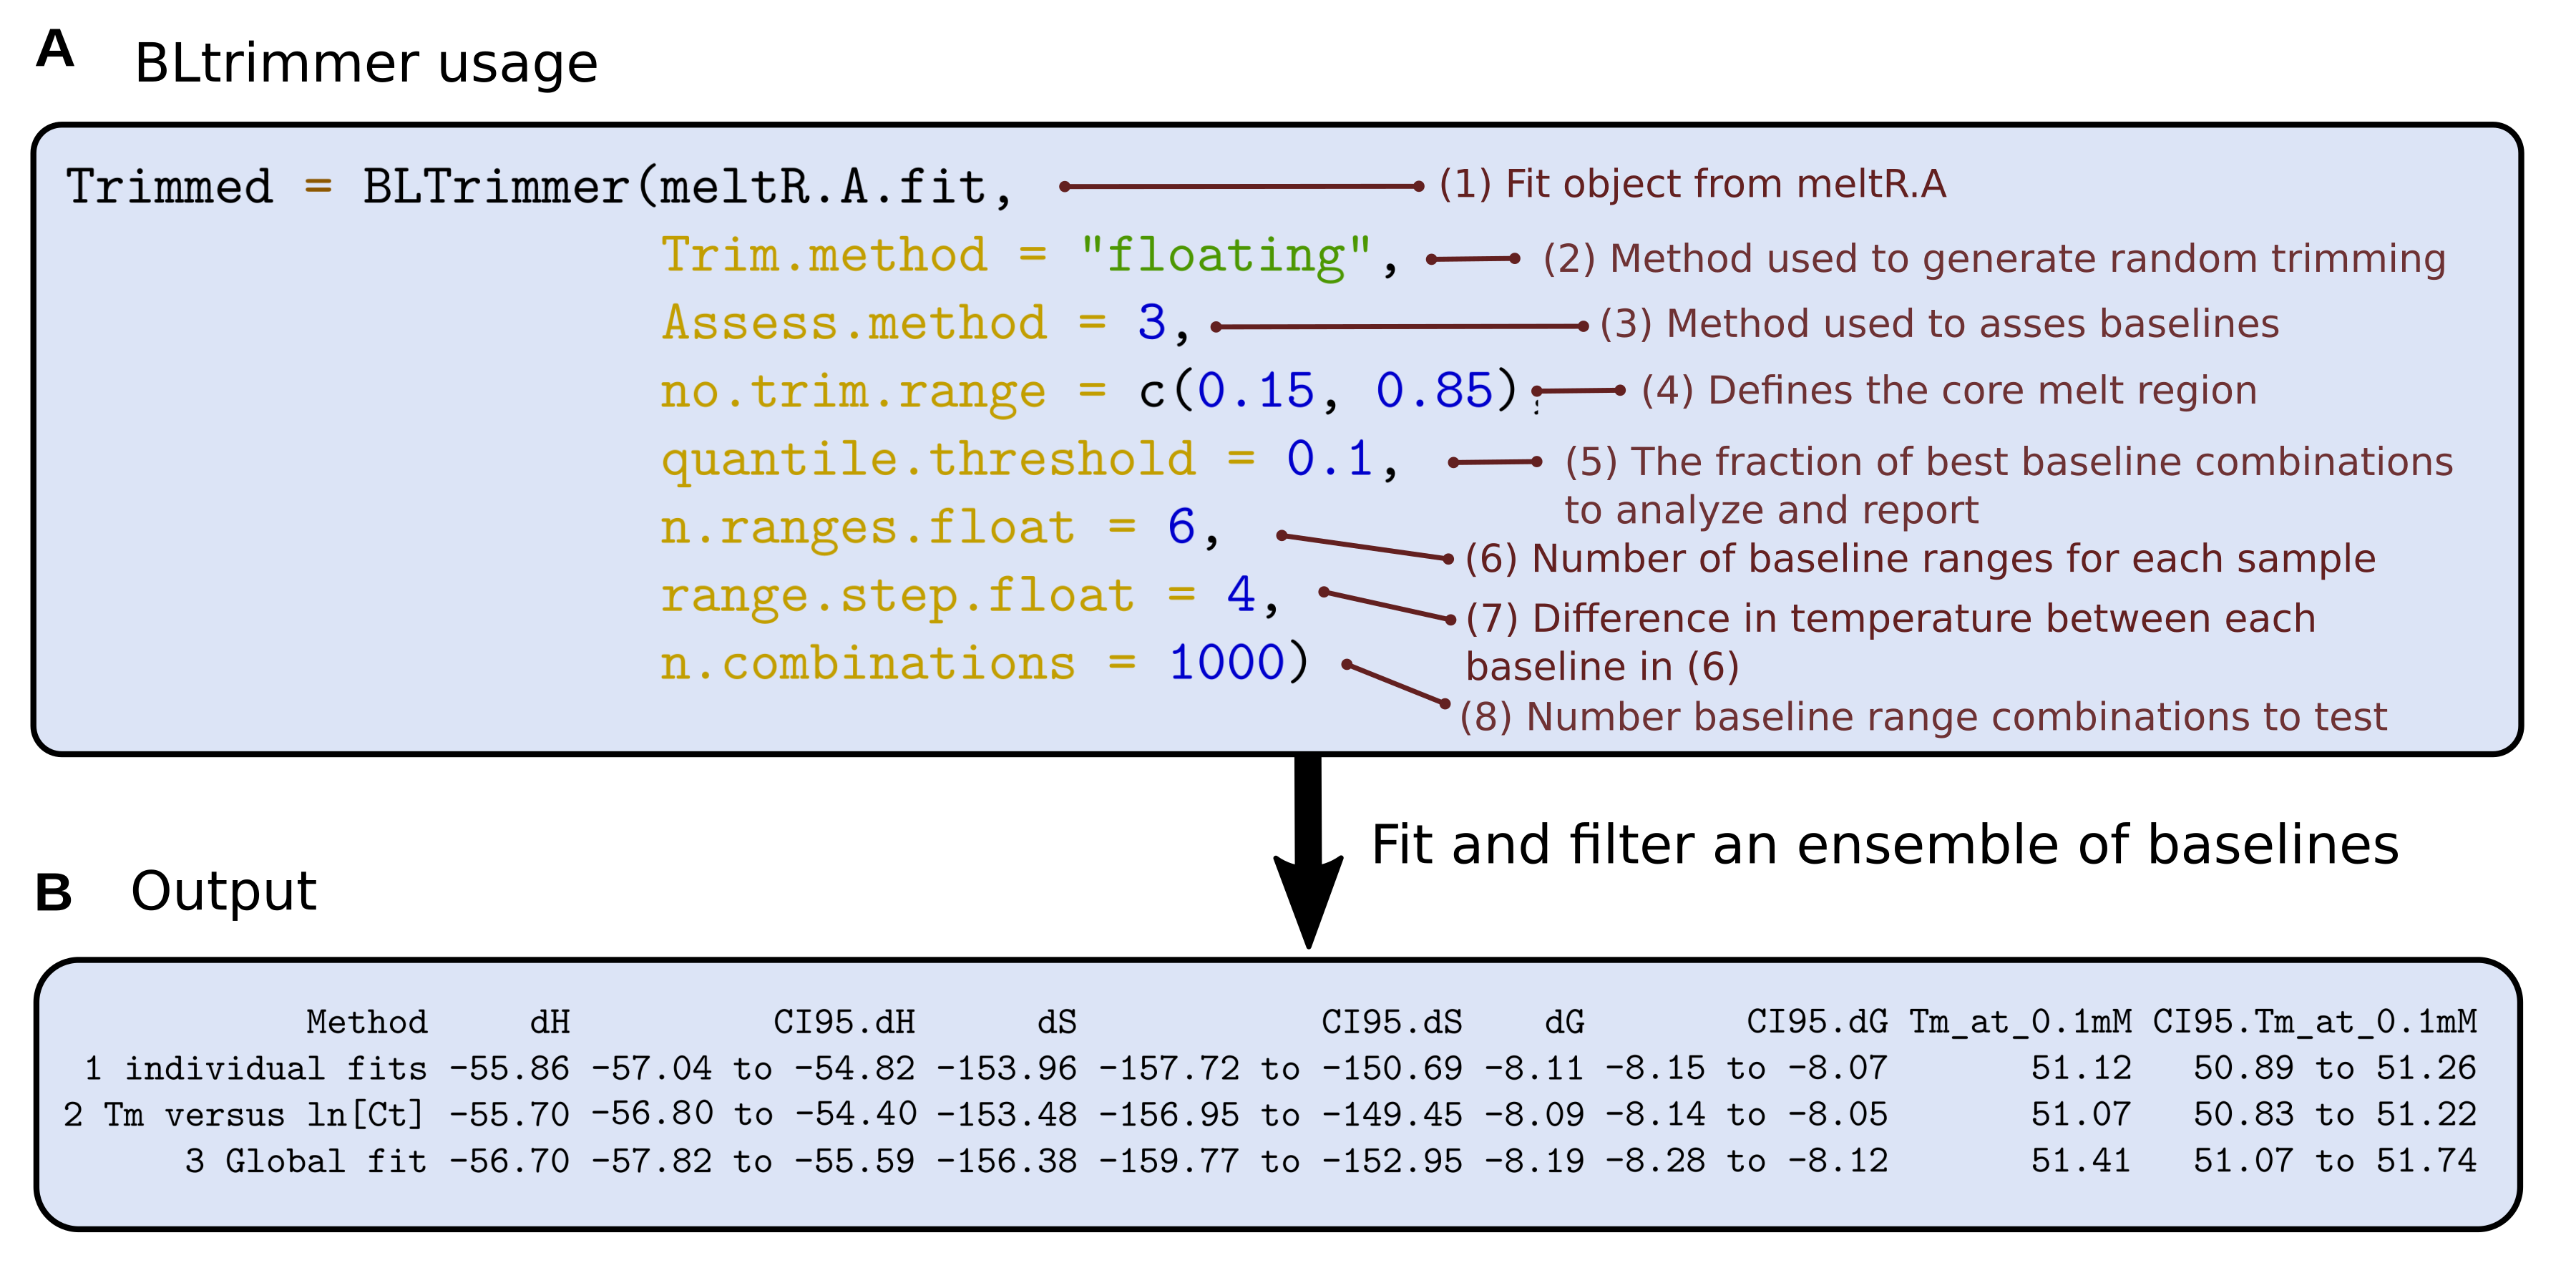 A BLtrimmer usage
Trimmed = BLTrimmer(meltR.A.fit, (1) Fit object from meltR.A
Trim.method = "floating", (2) Method used to generate random trimming
Assess.method = 3, (3) Method used to asses baselines
no.trim.range = c(0.15, 0.85), (4) Defines the core melt region
quantile.threshold = 0.1, (5) The fraction of best baseline combinations
to analyze and report
n.ranges.float = 6, (6) Number of baseline ranges for each sample
range.step.float = 4, (7) Difference in temperature between each
baseline in (6)
n.combinations = 1000) (8) Number baseline range combinations to test
Fit and filter an ensemble of baselines
B Output
Method dH CI95.dH dS CI95.dS dG CI95.dG Tm_at_0.1mM CI95.Tm_at_0.1mM
1 individual fits -55.86 -57.04 to -54.82 -153.96 -157.72 to -150.69 -8.11 -8.15 to -8.07 51.12 50.89 to 51.26
2 Tm versus ln[Ct] -55.70 -56.80 to -54.40 -153.48 -156.95 to -149.45 -8.09 -8.14 to -8.05 51.07 50.83 to 51.22
3 Global fit -56.70 -57.82 to -55.59 -156.38 -159.77 to -152.95 -8.19 -8.28 to -8.12 51.41 51.07 to 51.74